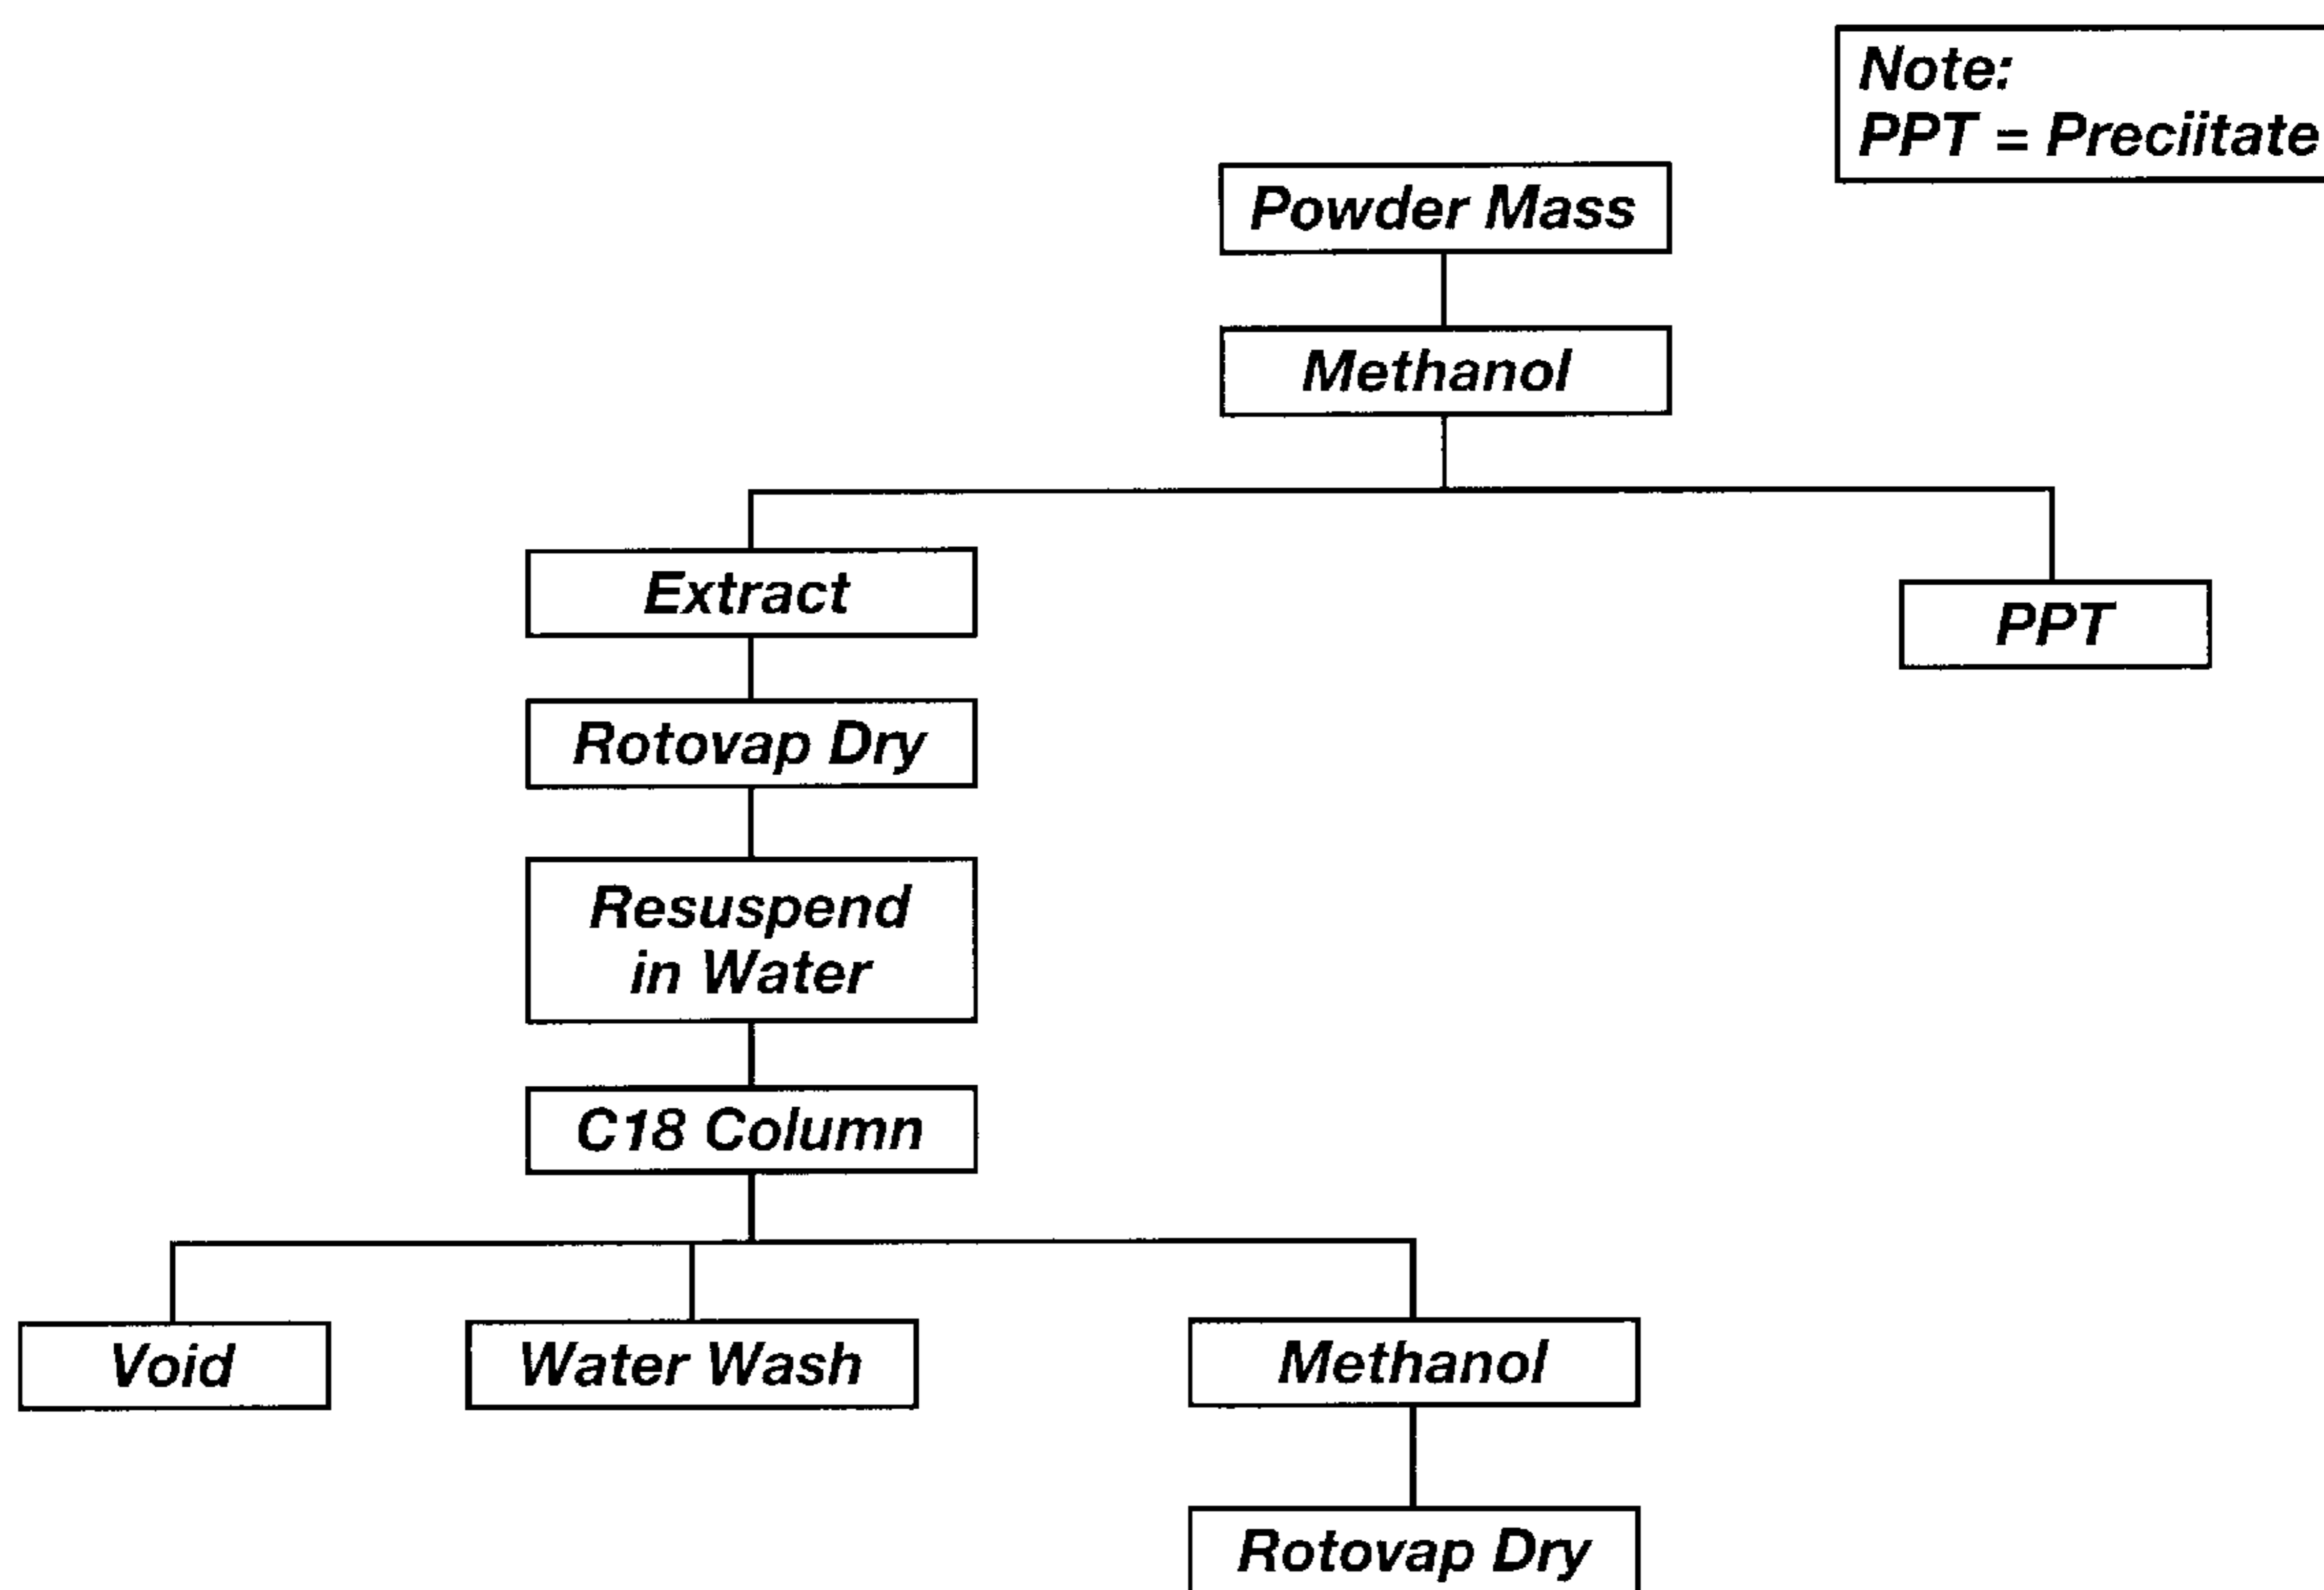 Note:
PPT = Preciitate
Powder Mass
Methanol
Extract
PPT
Rotovap Dry
Resuspend
in Water
C18 Column
Void
Water Wash
Methanol
Rotovap Dry